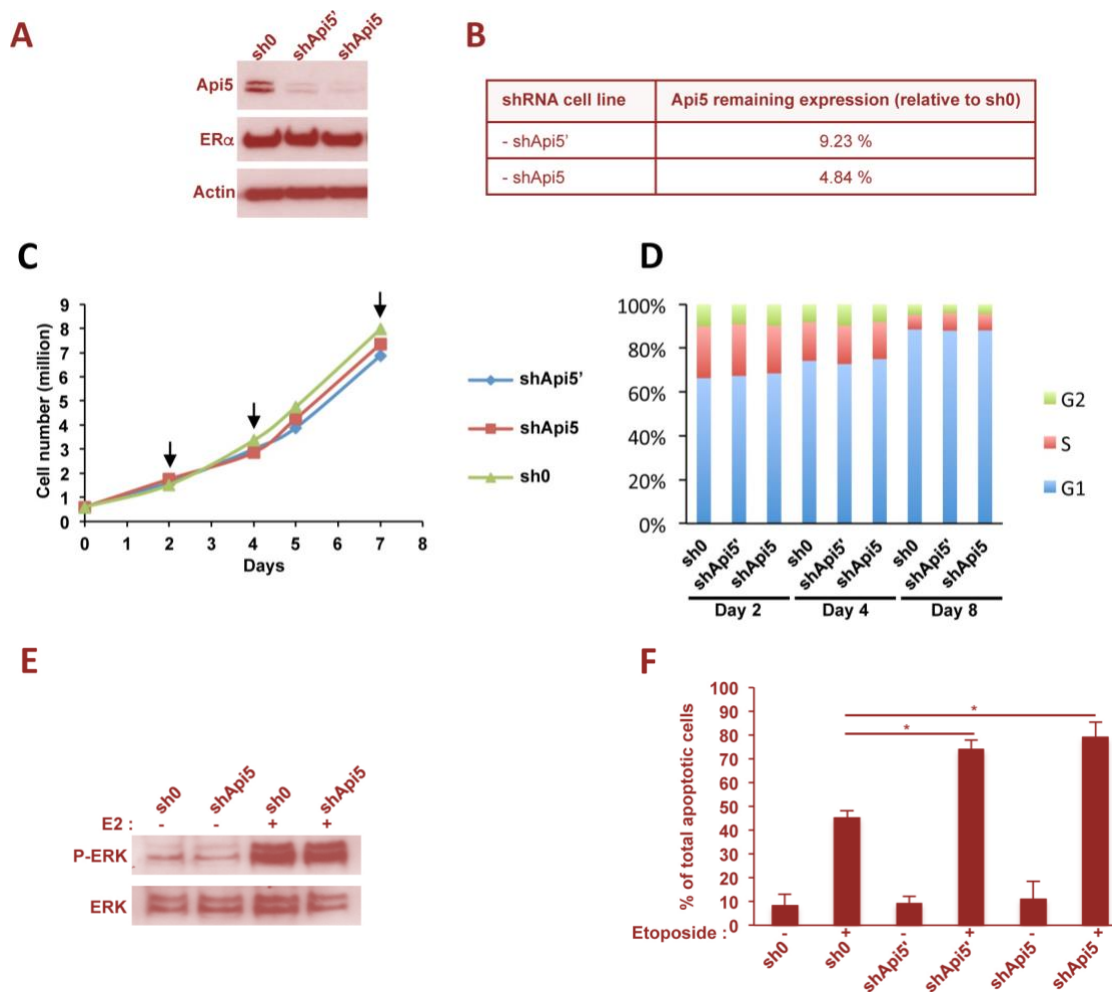 A
sh0 shApi5' shApi5
Api5
ERα
Actin
B
shRNA cell line Api5 remaining expression (relative to sh0)
- shApi5' 9.23 %
- shApi5 4.84 %
C
9
8
7
6
5
4
3
2
1
0
Cell number (million)
0 1 2 3 4 5 6 7 8
Days
shApi5'
shApi5
sh0
D
100%
80%
60%
40%
20%
0%
sh0 shApi5' shApi5 sh0 shApi5' shApi5 sh0 shApi5' shApi5
Day 2 Day 4 Day 8
G2
S
G1
E
sh0 shApi5 sh0 shApi5
E2 : - - + +
P-ERK
ERK
F
100
90
80
70
60
50
40
30
20
10
0
% of total apoptotic cells
*
*
Etoposide : - + - + - +
sh0 sh0 shApi5' shApi5' shApi5 shApi5